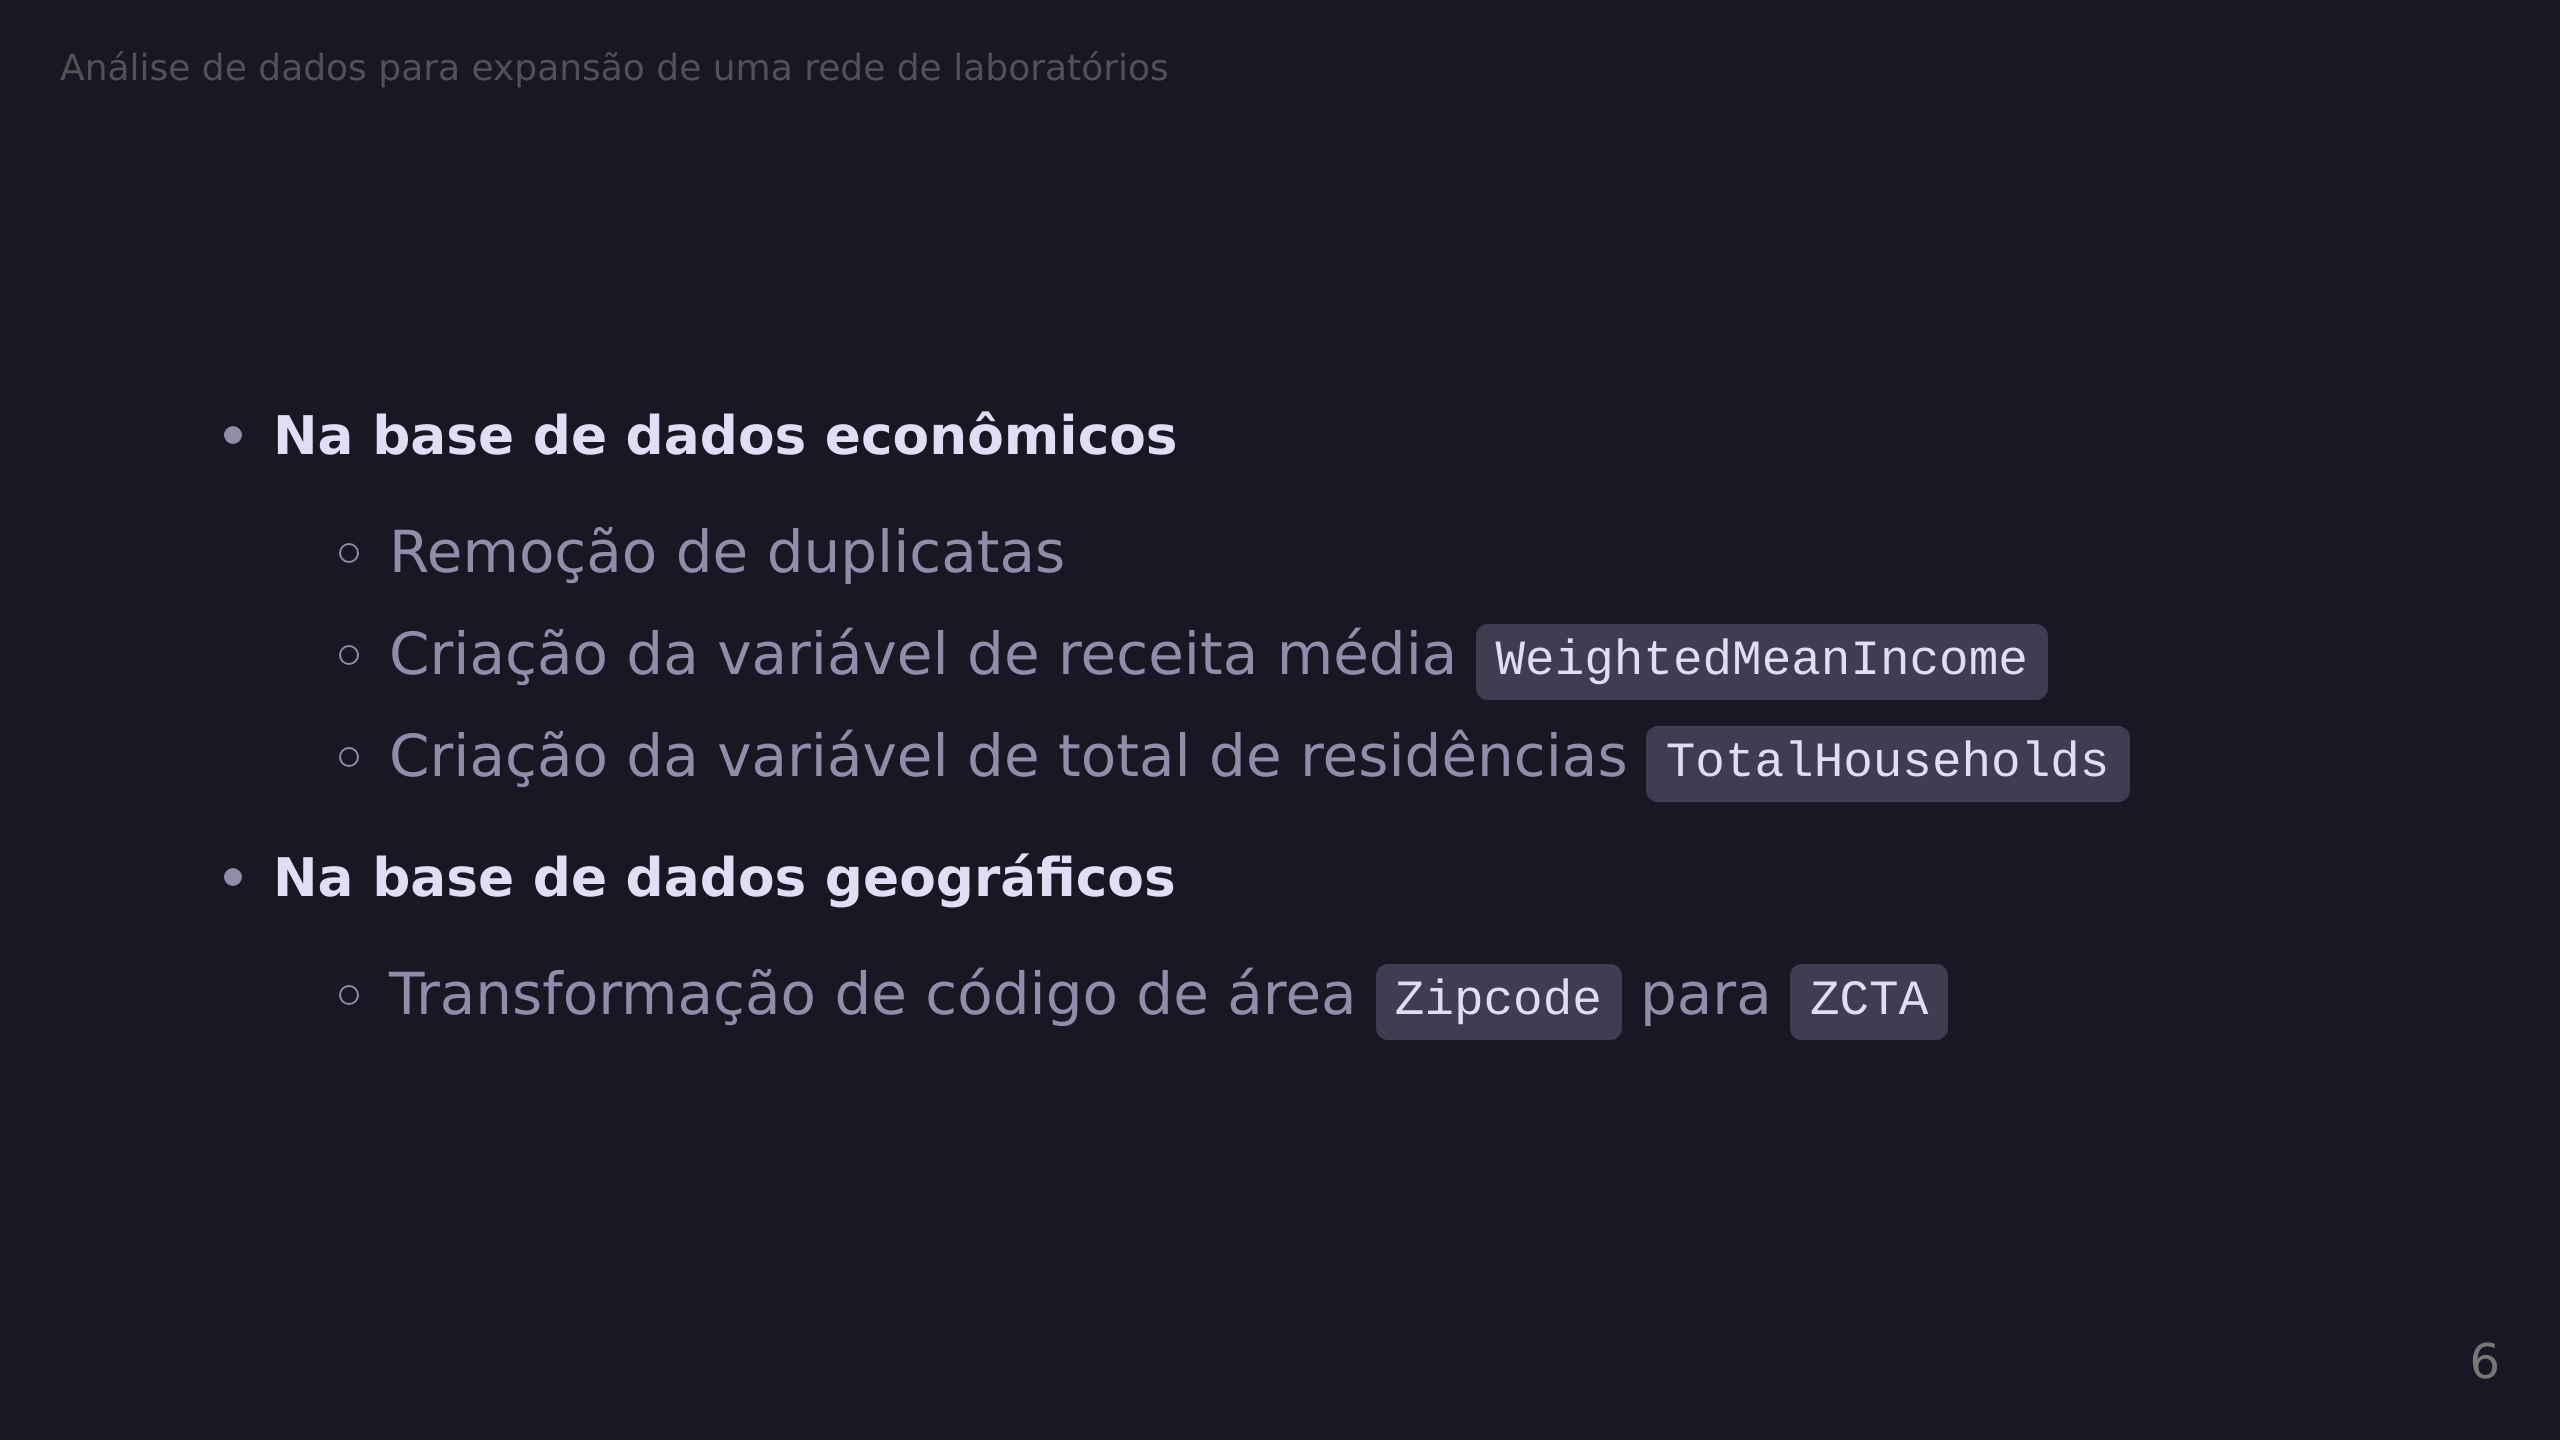 Análise de dados para expansão de uma rede de laboratórios
Na base de dados econômicos
Remoção de duplicatas
Criação da variável de receita média WeightedMeanIncome
Criação da variável de total de residências TotalHouseholds
Na base de dados geográficos
Transformação de código de área Zipcode para ZCTA
6